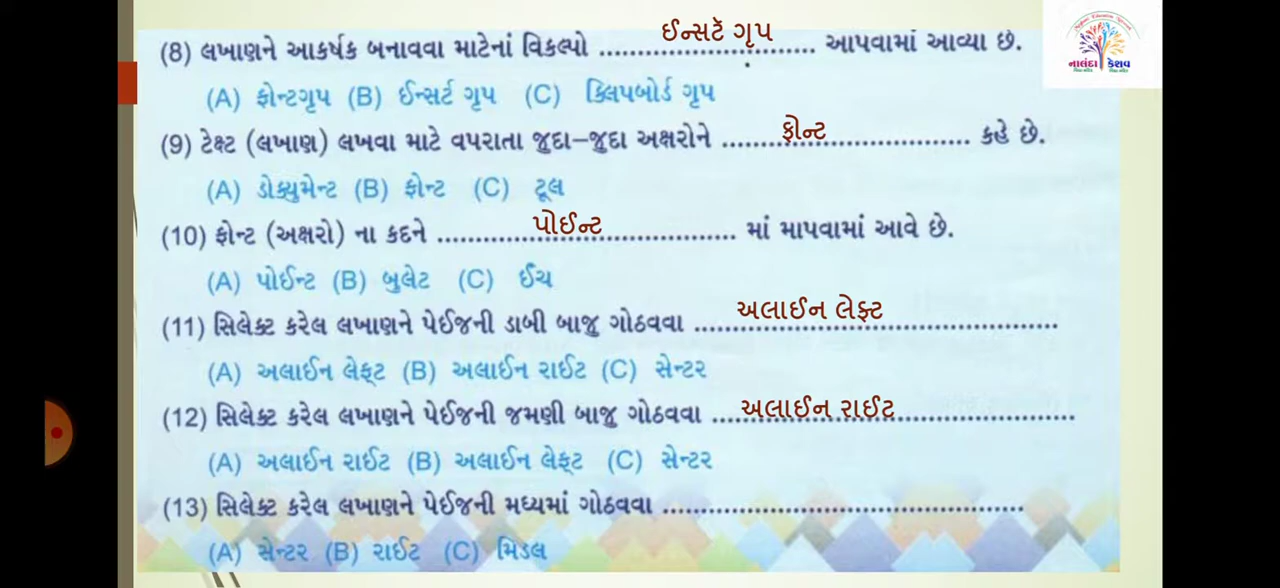 (8) લખાણને આકર્ષક બનાવવા માટેનાં વિકલ્પો ઈન્સર્ટ ગૃપ આપવામાં આવ્યા છે.
(A) ફોન્ટગૃપ (B) ઈન્સર્ટ ગૃપ (C) ક્લિપબોર્ડ ગૃપ
(9) ટેક્ષ્ટ (લખાણ) લખવા માટે વપરાતા જુદા-જુદા અક્ષરોને ફોન્ટ કહે છે.
(A) ડોક્યુમેન્ટ (B) ફોન્ટ (C) ટૂલ
(10) ફોન્ટ (અક્ષરો) ના કદને પોઈન્ટ માં માપવામાં આવે છે.
(A) પોઈન્ટ (B) બુલેટ (C) ઈંચ
(11) સિલેક્ટ કરેલ લખાણને પેઈજની ડાબી બાજુ ગોઠવવા અલાઈન લેફ્ટ
(A) અલાઈન લેફ્ટ (B) અલાઈન રાઈટ (C) સેન્ટર
(12) સિલેક્ટ કરેલ લખાણને પેઈજની જમણી બાજુ ગોઠવવા અલાઈન રાઈટ
(A) અલાઈન રાઈટ (B) અલાઈન લેફ્ટ (C) સેન્ટર
(13) સિલેક્ટ કરેલ લખાણને પેઈજની મધ્યમાં ગોઠવવા
(A) સેન્ટર (B) રાઈટ (C) મિડલ
નાલંદા કેશવ